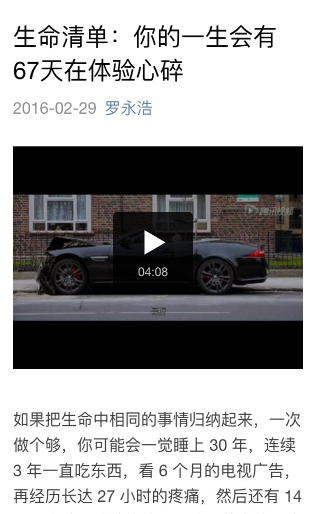 生命清单：你的一生会有
67天在体验心碎
2016-02-29 罗永浩
腾讯视频
04:08
如果把生命中相同的事情归纳起来，一次
做个够，你可能会一觉睡上 30 年，连续
3 年一直吃东西，看 6 个月的电视广告，
再经历长达 27 小时的疼痛，然后还有 14